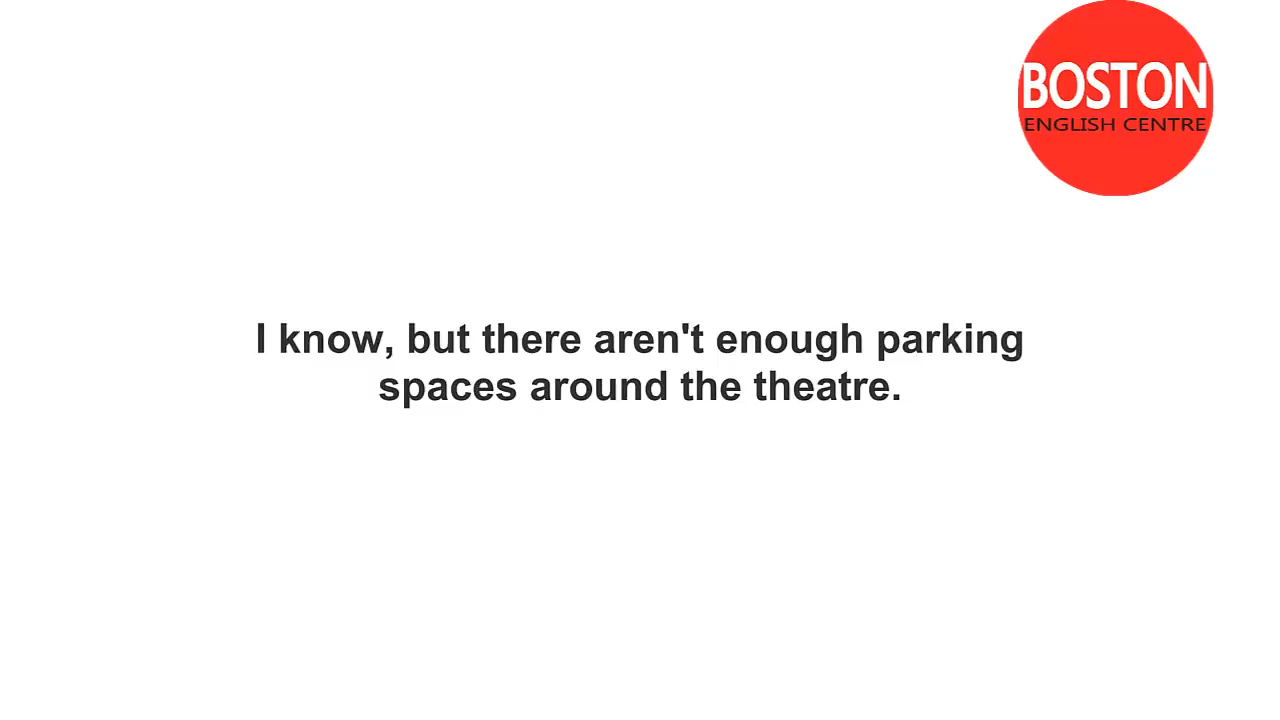 BOSTON
ENGLISH CENTRE
I know, but there aren't enough parking
spaces around the theatre.